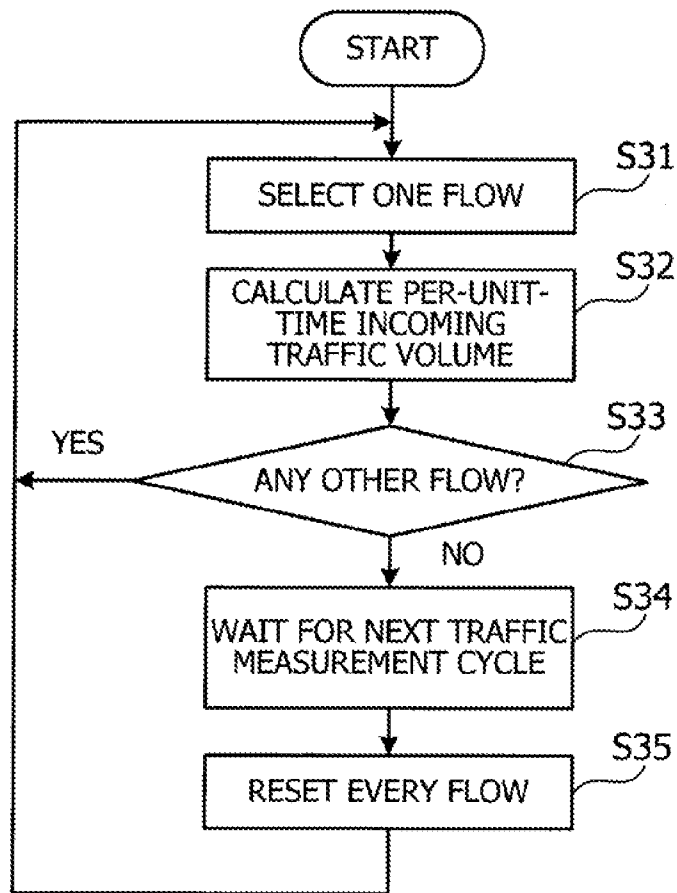 START
S31
SELECT ONE FLOW
S32
CALCULATE PER-UNIT-
TIME INCOMING
TRAFFIC VOLUME
S33
YES
ANY OTHER FLOW?
NO
S34
WAIT FOR NEXT TRAFFIC
MEASUREMENT CYCLE
S35
RESET EVERY FLOW